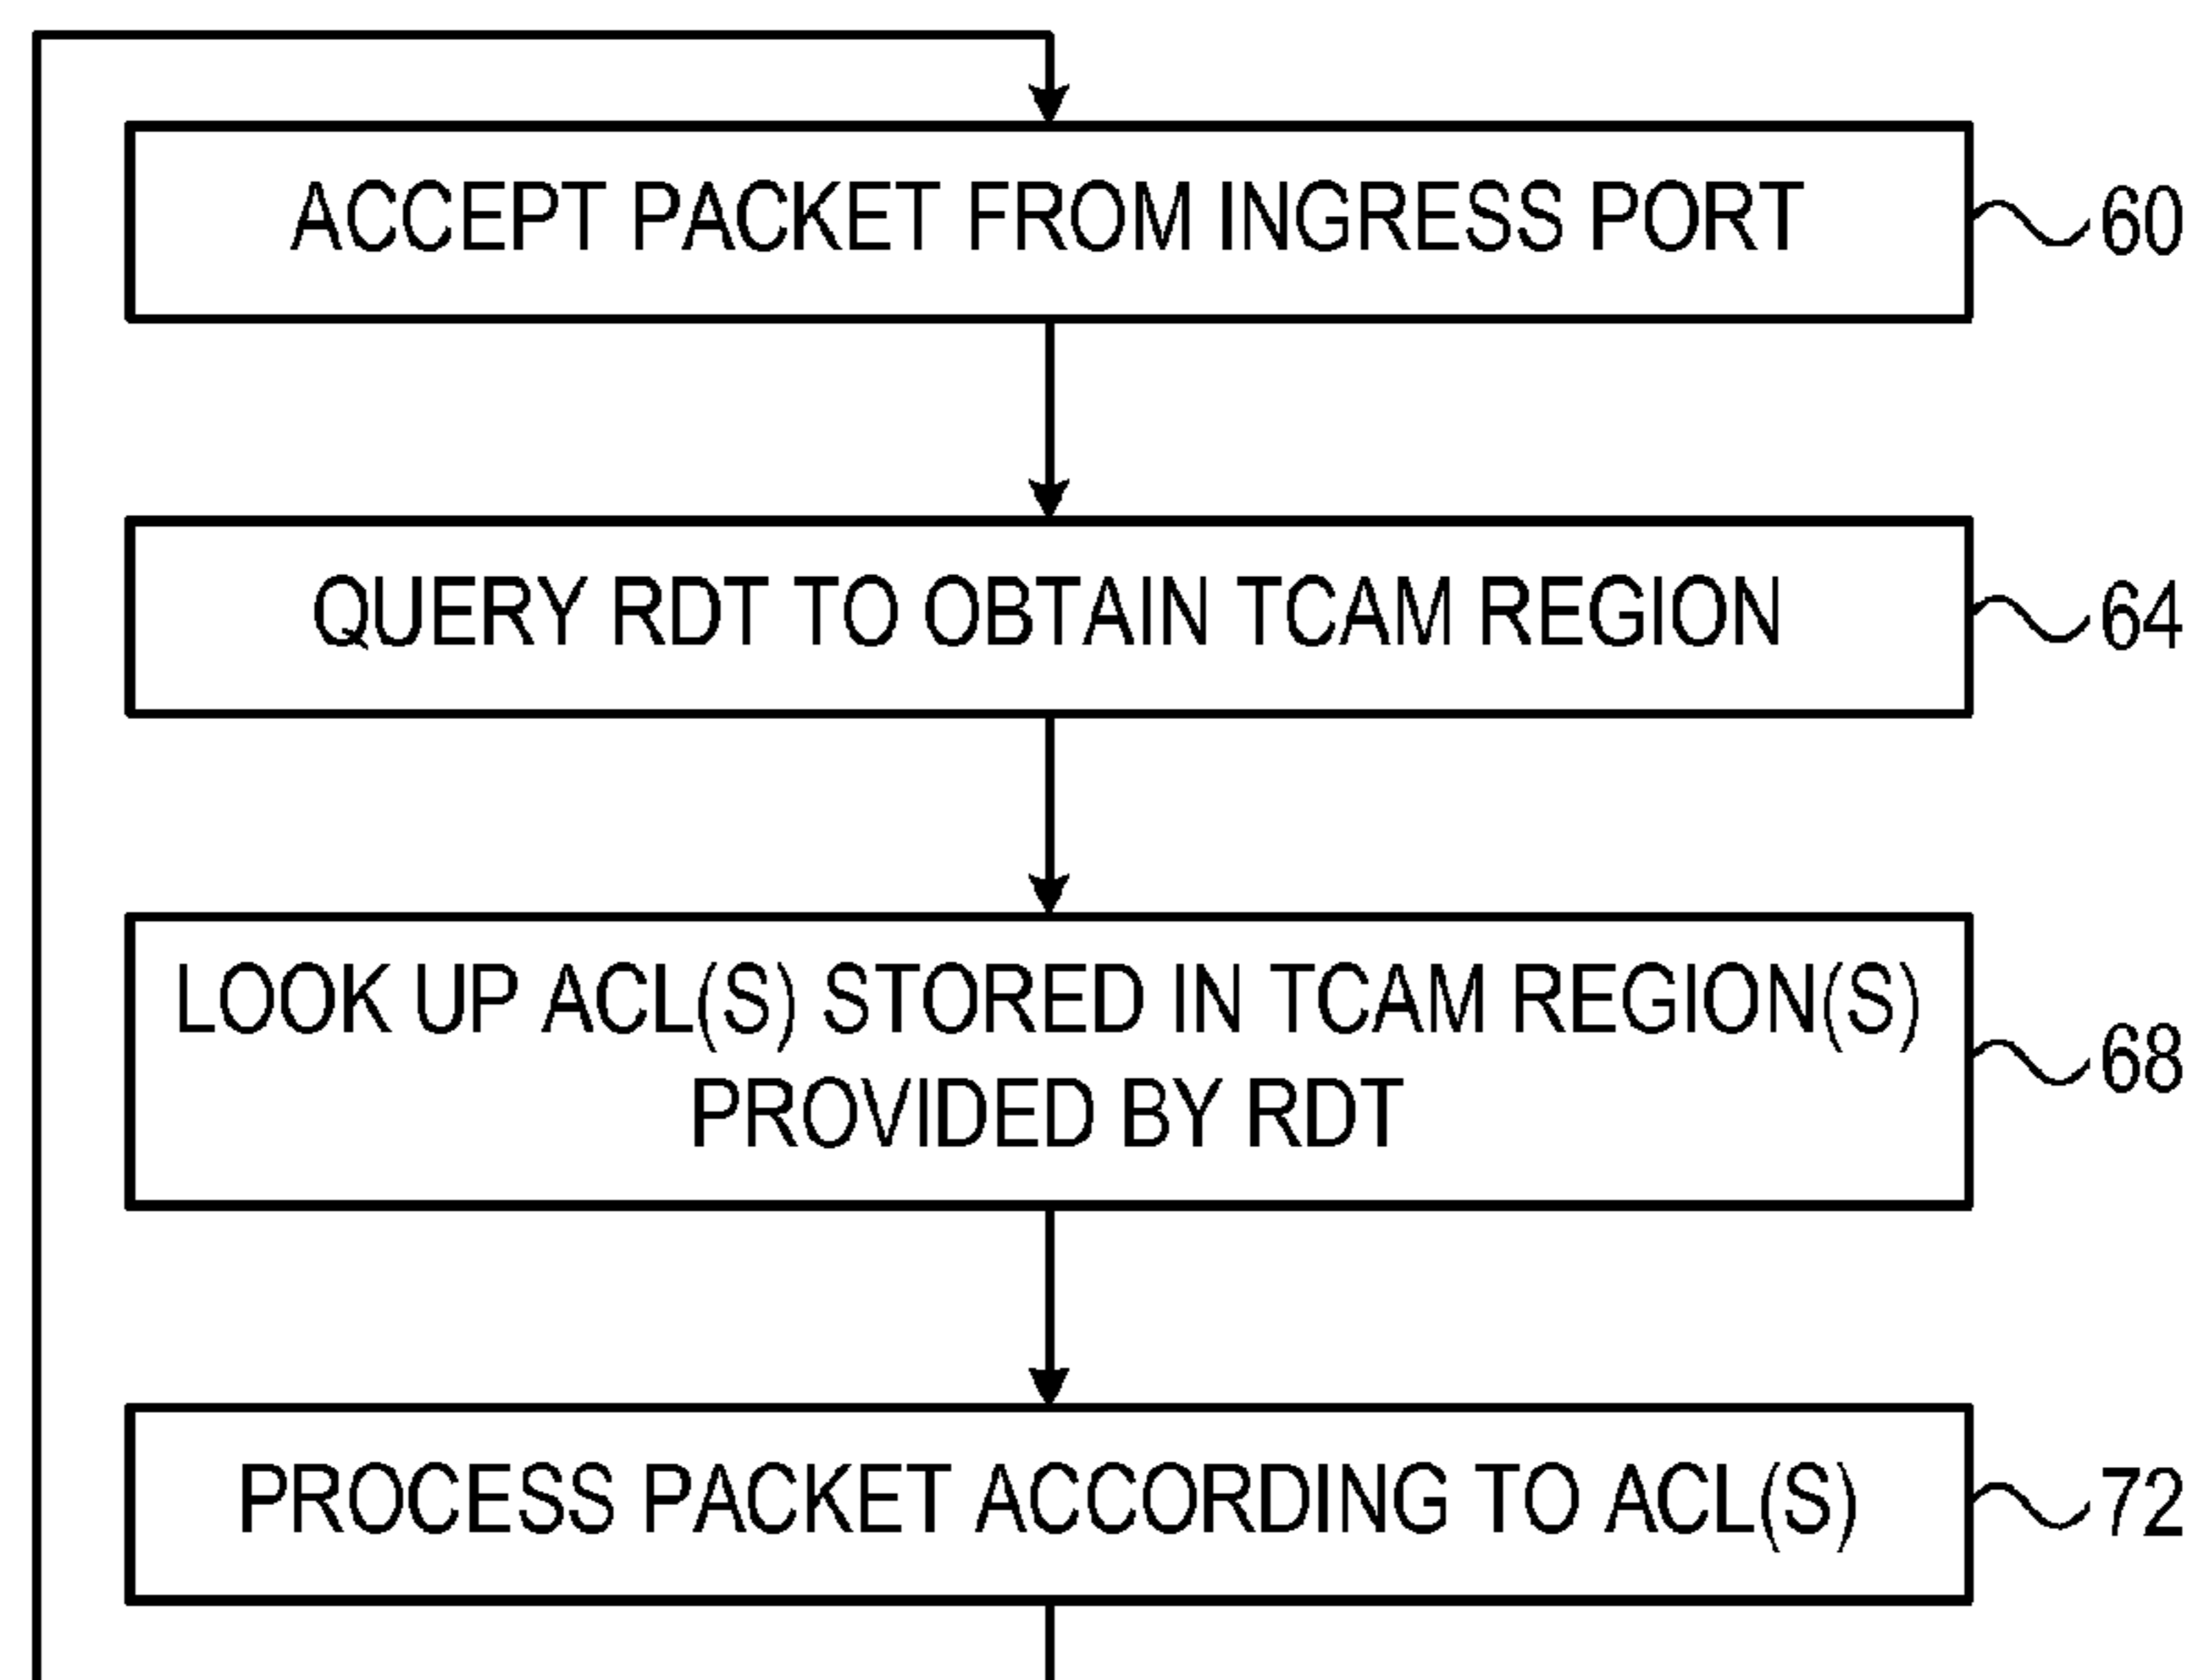 ACCEPT PACKET FROM INGRESS PORT
60
QUERY RDT TO OBTAIN TCAM REGION
64
LOOK UP ACL(S) STORED IN TCAM REGION(S)
PROVIDED BY RDT
68
PROCESS PACKET ACCORDING TO ACL(S)
72